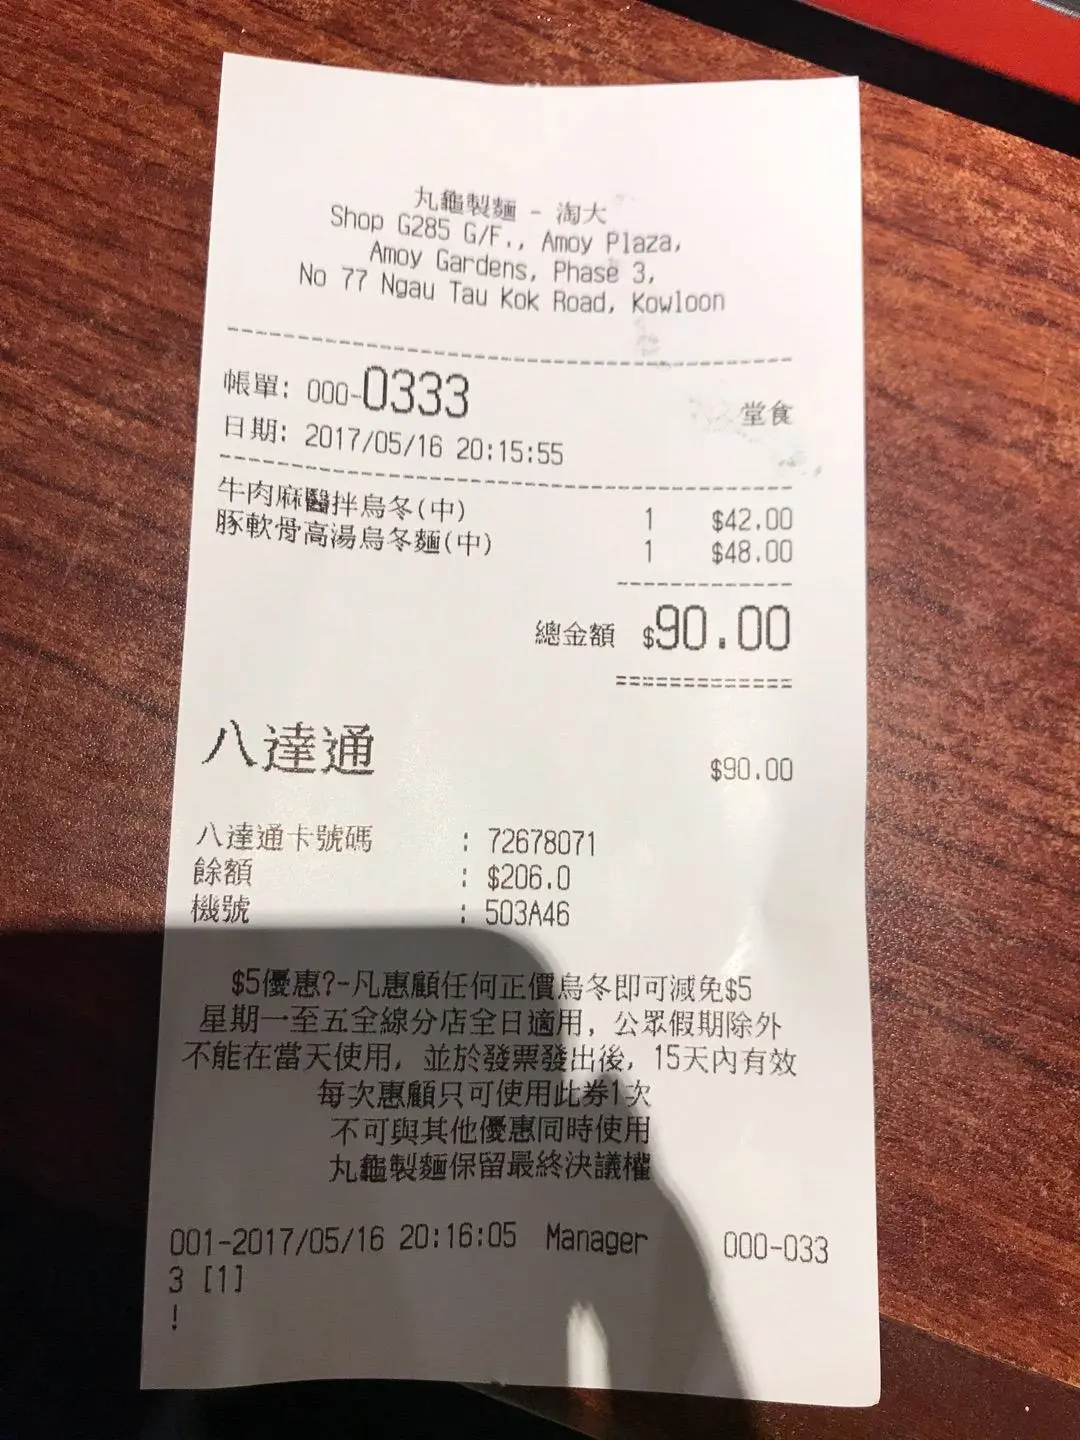 丸龜製麵 - 淘大
Shop G285 G/F., Amoy Plaza,
Amoy Gardens, Phase 3,
No 77 Ngau Tau Kok Road, Kowloon
帳單: 000-0333 堂食
日期: 2017/05/16 20:15:55
牛肉麻醬拌烏冬(中) 1 $42.00
豚軟骨高湯烏冬麵(中) 1 $48.00
總金額 $90.00
八達通 $90.00
八達通卡號碼 : 72678071
餘額 : $206.0
機號 : 503A46
$5優惠?-凡惠顧任何正價烏冬即可減免$5
星期一至五全線分店全日適用, 公眾假期除外
不能在當天使用, 並於發票發出後, 15天內有效
每次惠顧只可使用此券1次
不可與其他優惠同時使用
丸龜製麵保留最終決議權
001-2017/05/16 20:16:05 Manager 000-033
3 [1]
!